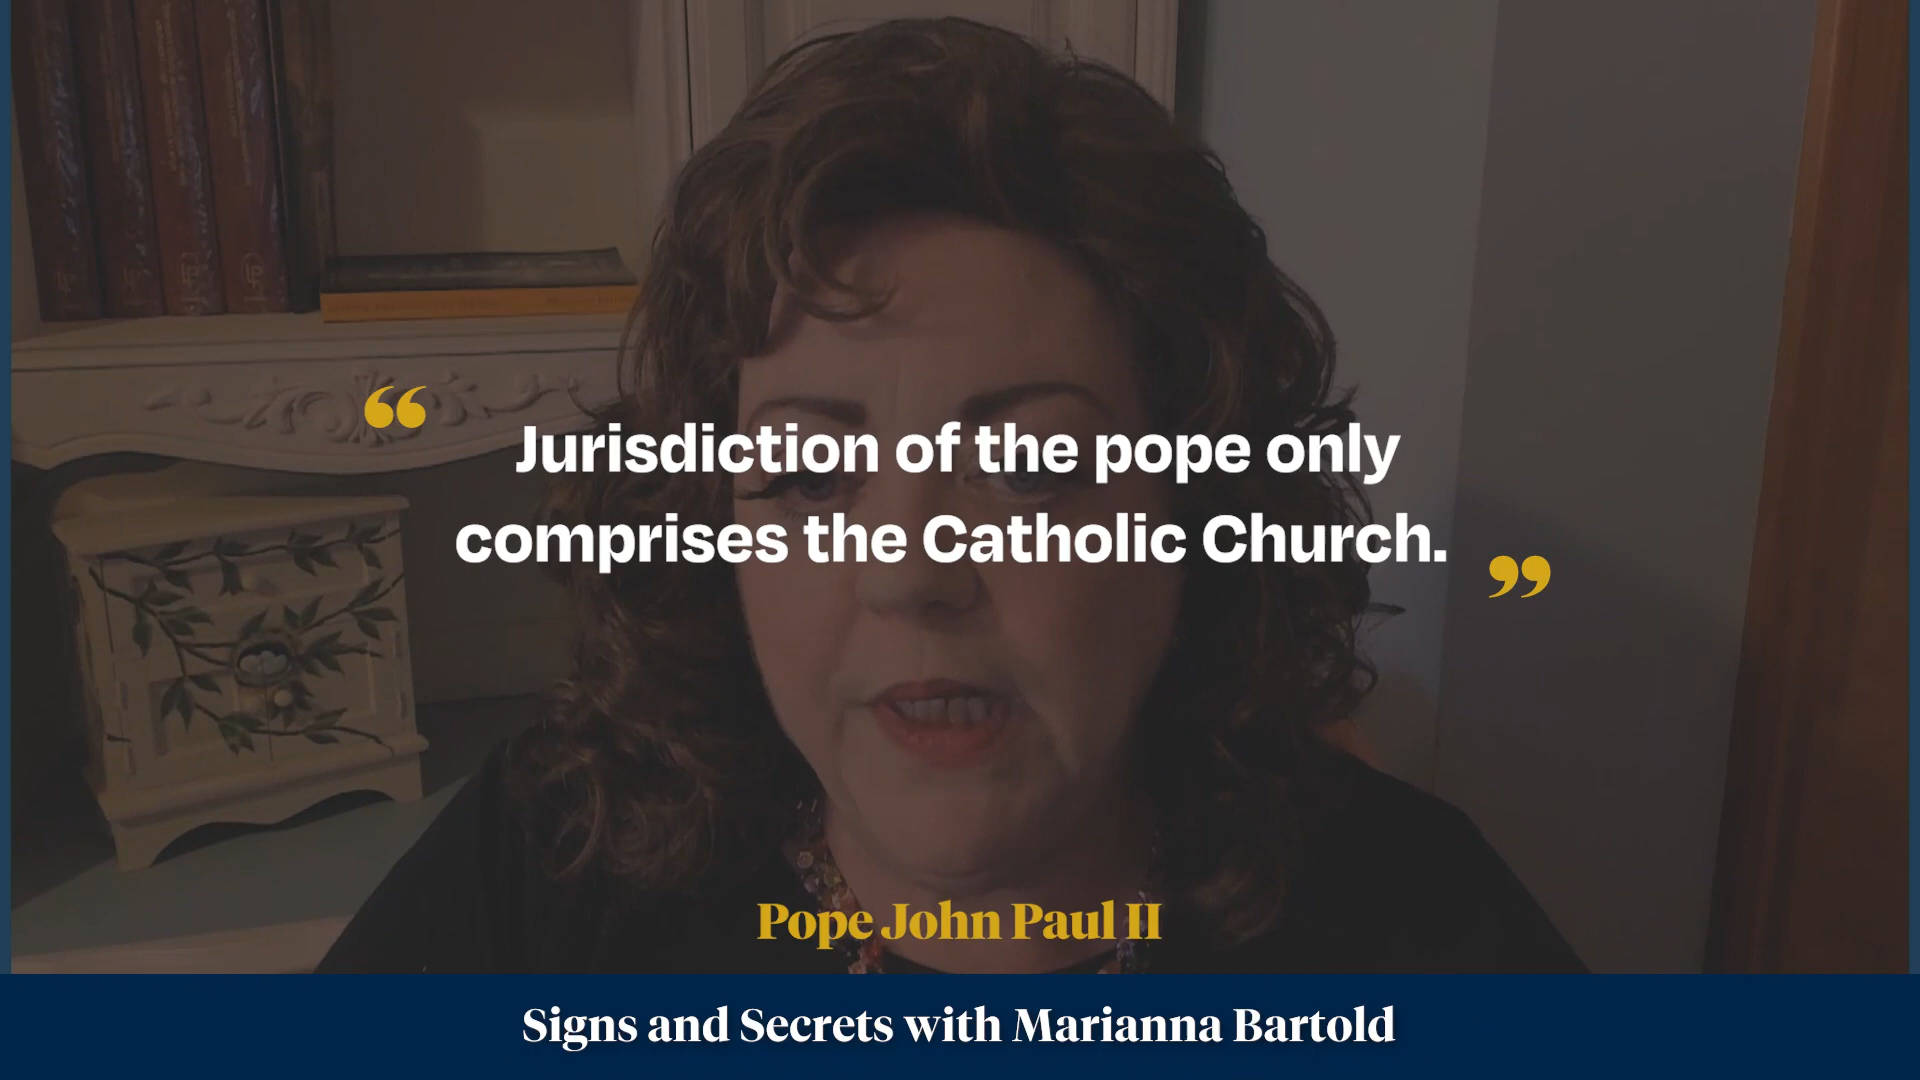 “
Jurisdiction of the pope only
comprises the Catholic Church.
”
Pope John Paul II
Signs and Secrets with Marianna Bartold